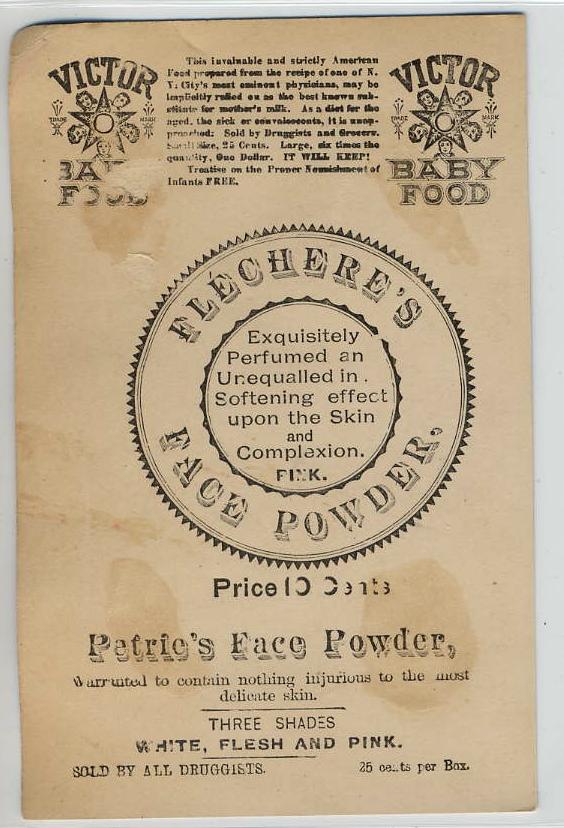 VICTOR
TRADE MARK
BABY
FOOD
This invaluable and strictly American
Food prepared from the recipe of one of N.
Y. City's most eminent physicians, may be
implicitly relied on as the best known sub-
stitute for mother's milk. As a diet for the
aged, the sick or convalescents, it is unap-
proached: Sold by Druggists and Grocers.
Small Size, 25 Cents. Large, six times the
quantity, One Dollar. IT WILL KEEP!
Treatise on the Proper Nourishment of
Infants FREE.
VICTOR
TRADE MARK
BABY
FOOD
FLÉCHERE'S
Exquisitely
Perfumed an
Unequalled in.
Softening effect
upon the Skin
and
Complexion.
PINK.
FACE POWDER,
Price 10 Cents
Petrie's Face Powder,
Warranted to contain nothing injurious to the most
delicate skin.
THREE SHADES
WHITE, FLESH AND PINK.
SOLD BY ALL DRUGGISTS. 25 cents per Box.